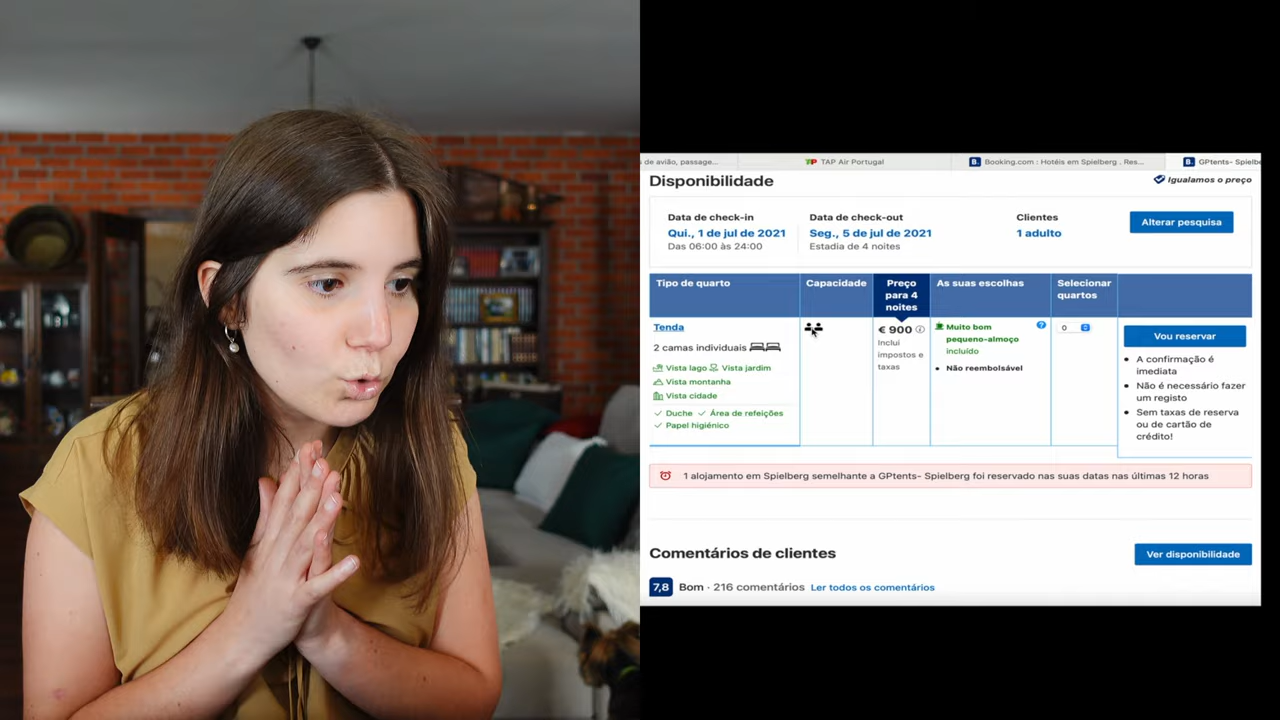 de avião, passage...
TAP Air Portugal
Booking.com : Hotéis em Spielberg . Res...
GPtents- Spielbe
Disponibilidade
Igualamos o preço
Data de check-in
Qui., 1 de jul de 2021
Das 06:00 às 24:00
Data de check-out
Seg., 5 de jul de 2021
Estadia de 4 noites
Clientes
1 adulto
Alterar pesquisa
Tipo de quarto
Capacidade
Preço
para 4
noites
As suas escolhas
Selecionar
quartos
Tenda
2 camas individuais
Vista lago Vista jardim
Vista montanha
Vista cidade
Duche Área de refeições
Papel higiénico
€ 900
Inclui
impostos e
taxas
Muito bom
pequeno-almoço
incluído
Não reembolsável
0
Vou reservar
A confirmação é
imediata
Não é necessário fazer
um registo
Sem taxas de reserva
ou de cartão de
crédito!
1 alojamento em Spielberg semelhante a GPtents- Spielberg foi reservado nas suas datas nas últimas 12 horas
Comentários de clientes
Ver disponibilidade
7,8 Bom · 216 comentários Ler todos os comentários